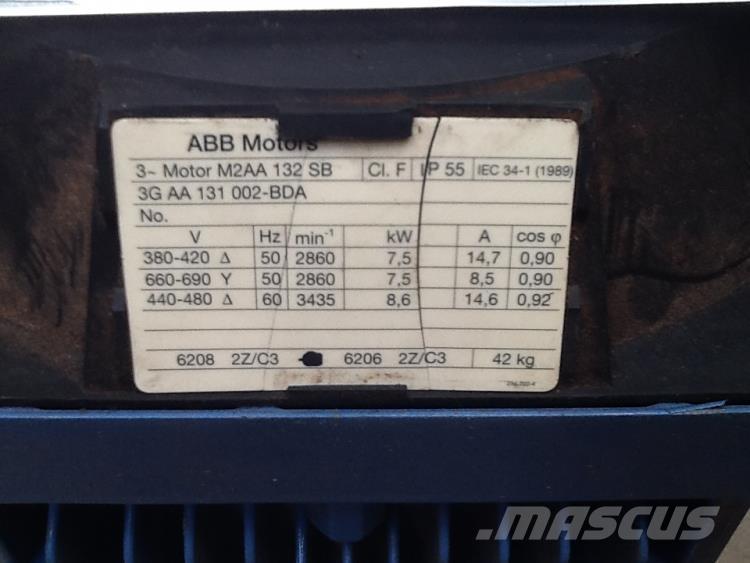 ABB Motors
3~ Motor M2AA 132 SB Cl. F IP 55 IEC 34-1 (1989)
3G AA 131 002-BDA
No.
V Hz min⁻¹ kW A cos φ
380-420 Δ 50 2860 7,5 14,7 0,90
660-690 Y 50 2860 7,5 8,5 0,90
440-480 Δ 60 3435 8,6 14,6 0,92
6208 2Z/C3 6206 2Z/C3 42 kg
MASCUS